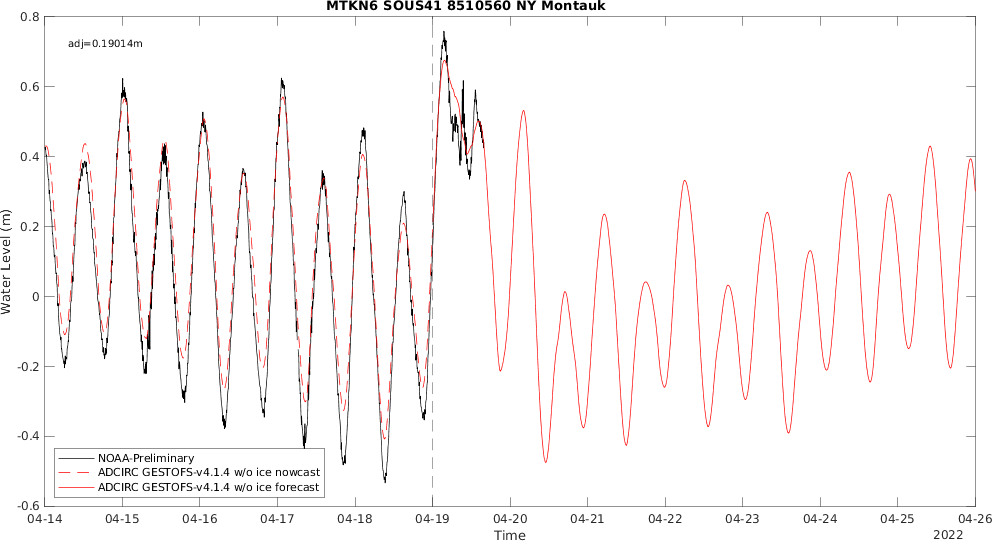 MTKN6 SOUS41 8510560 NY Montauk
adj=0.19014m
0.8
0.6
0.4
0.2
0
-0.2
-0.4
-0.6
Water Level (m)
NOAA-Preliminary
ADCIRC GESTOFS-v4.1.4 w/o ice nowcast
ADCIRC GESTOFS-v4.1.4 w/o ice forecast
04-14 04-15 04-16 04-17 04-18 04-19 04-20 04-21 04-22 04-23 04-24 04-25 04-26
Time
2022